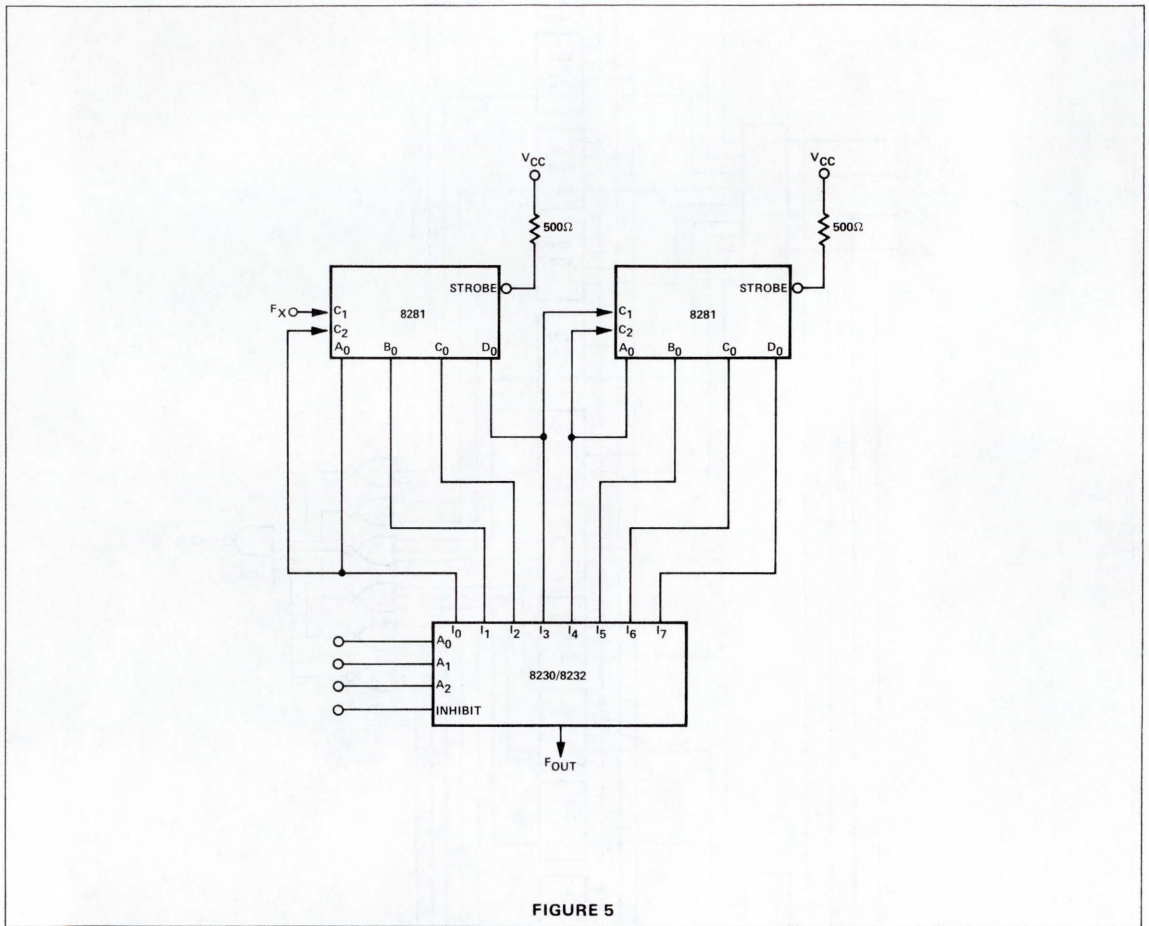 VCC VCC
500Ω 500Ω
STROBE STROBE
FX C1 8281 C1 8281
C2 C2
A0 B0 C0 D0 A0 B0 C0 D0
I0 I1 I2 I3 I4 I5 I6 I7
A0
A1 8230/8232
A2
INHIBIT
FOUT
FIGURE 5